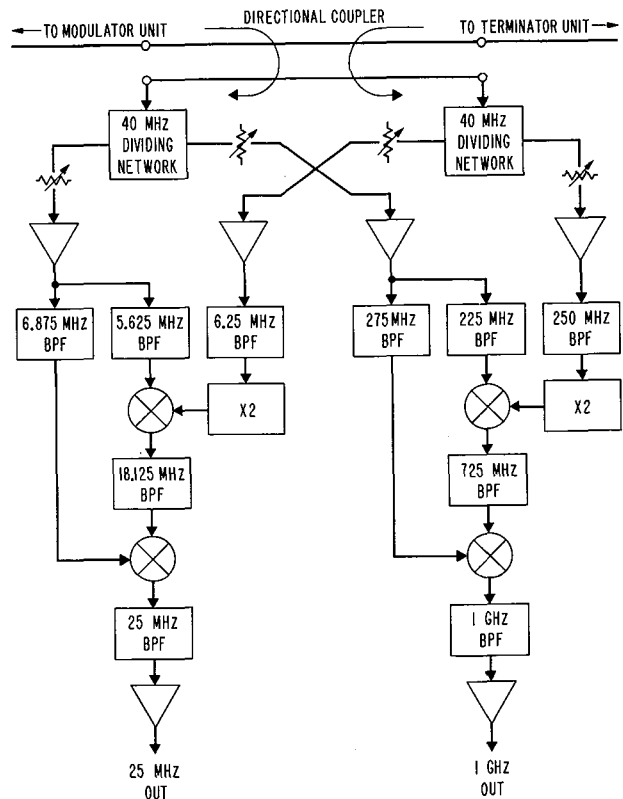 DIRECTIONAL COUPLER
TO MODULATOR UNIT
TO TERMINATOR UNIT
40 MHZ
DIVIDING
NETWORK
40 MHZ
DIVIDING
NETWORK
6.875 MHZ
BPF
5.625 MHZ
BPF
6.25 MHZ
BPF
275 MHZ
BPF
225 MHZ
BPF
250 MHZ
BPF
X2
X2
18.125 MHZ
BPF
725 MHZ
BPF
25 MHZ
BPF
1 GHZ
BPF
25 MHZ
OUT
1 GHZ
OUT